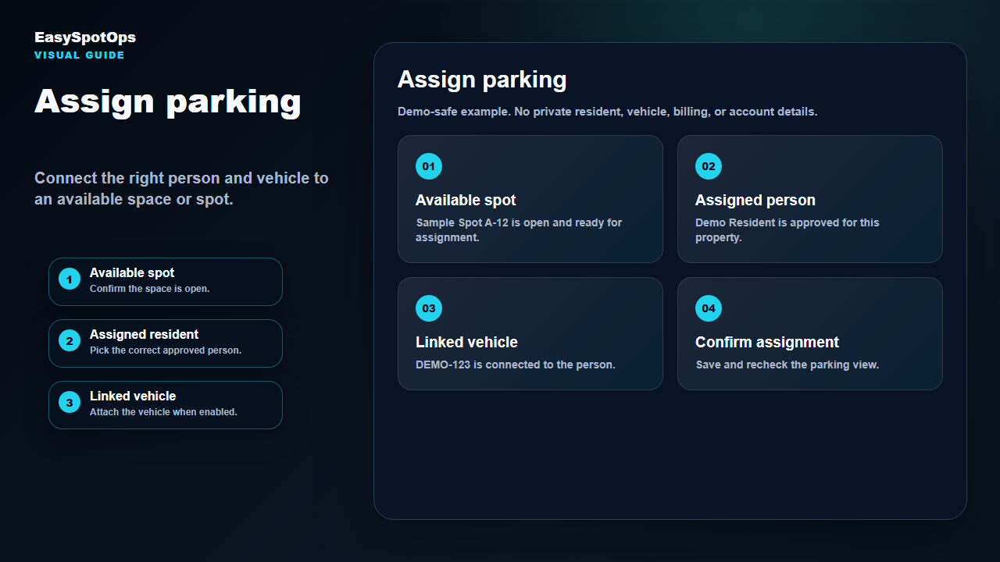 EasySpotOps
VISUAL GUIDE
Assign parking
Connect the right person and vehicle to
an available space or spot.
1
Available spot
Confirm the space is open.
2
Assigned resident
Pick the correct approved person.
3
Linked vehicle
Attach the vehicle when enabled.
Assign parking
Demo-safe example. No private resident, vehicle, billing, or account details.
01
Available spot
Sample Spot A-12 is open and ready for
assignment.
02
Assigned person
Demo Resident is approved for this
property.
03
Linked vehicle
DEMO-123 is connected to the person.
04
Confirm assignment
Save and recheck the parking view.